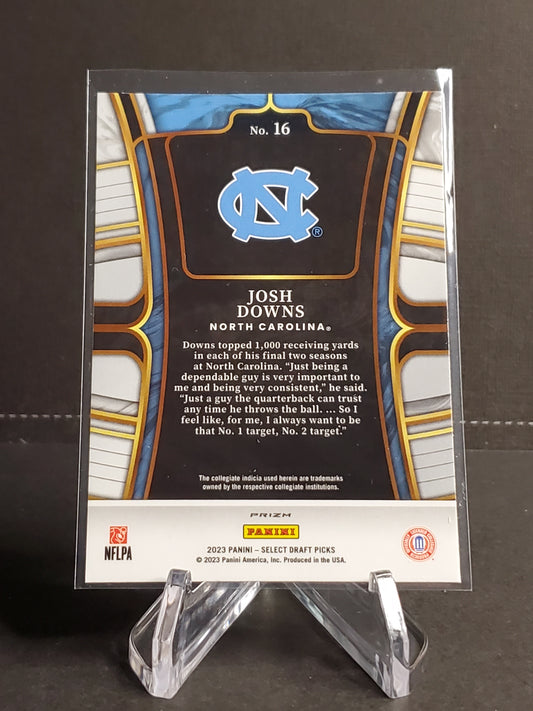 No. 16
NC®
JOSH
DOWNS
NORTH CAROLINA®
Downs topped 1,000 receiving yards
in each of his final two seasons
at North Carolina. “Just being a
dependable guy is very important to
me and being very consistent,” he said.
“Just a guy the quarterback can trust
any time he throws the ball. ... So I
feel like, for me, I always want to be
that No. 1 target, No. 2 target.”
The collegiate indicia used herein are trademarks
owned by the respective collegiate institutions.
PRIZM
PANINI
NFLPA
2023 PANINI – SELECT DRAFT PICKS
© 2023 Panini America, Inc. Produced in the USA.